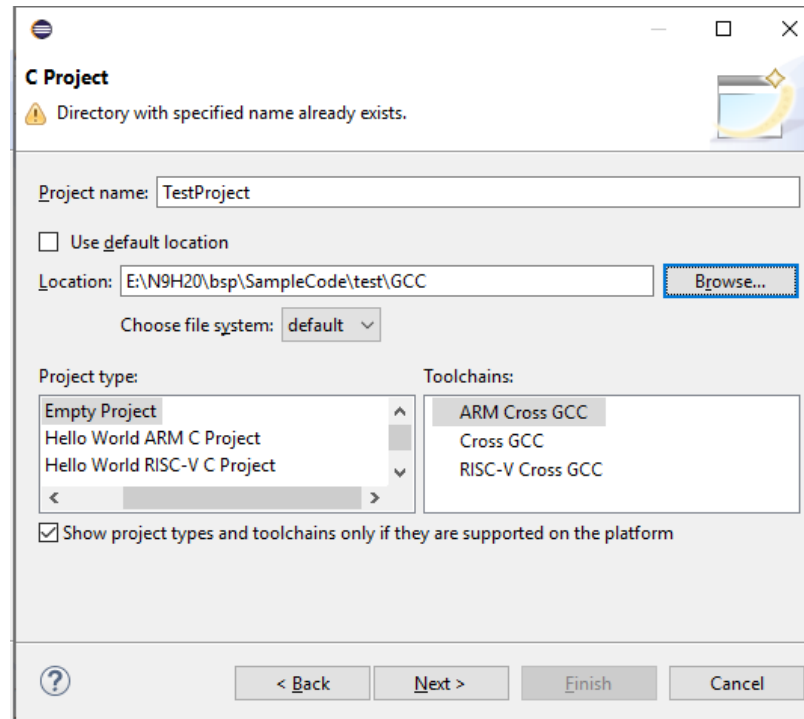 C Project
Directory with specified name already exists.
Project name: TestProject
Use default location
Location: E:\N9H20\bsp\SampleCode\test\GCC Browse...
Choose file system: default
Project type: Toolchains:
Empty Project ARM Cross GCC
Hello World ARM C Project Cross GCC
Hello World RISC-V C Project RISC-V Cross GCC
Show project types and toolchains only if they are supported on the platform
? < Back Next > Finish Cancel